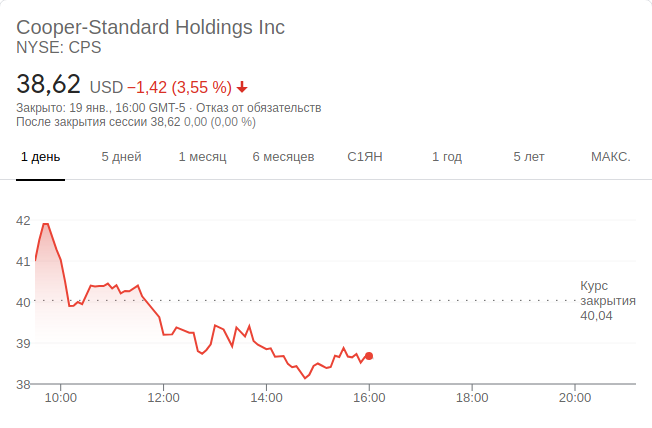 Cooper-Standard Holdings Inc
NYSE: CPS
38,62 USD −1,42 (3,55 %)
Закрыто: 19 янв., 16:00 GMT-5 · Отказ от обязательств
После закрытия сессии 38,62 0,00 (0,00 %)
1 день 5 дней 1 месяц 6 месяцев С1ЯН 1 год 5 лет МАКС.
42
41
Курс
40 закрытия
40,04
39
38
10:00 12:00 14:00 16:00 18:00 20:00